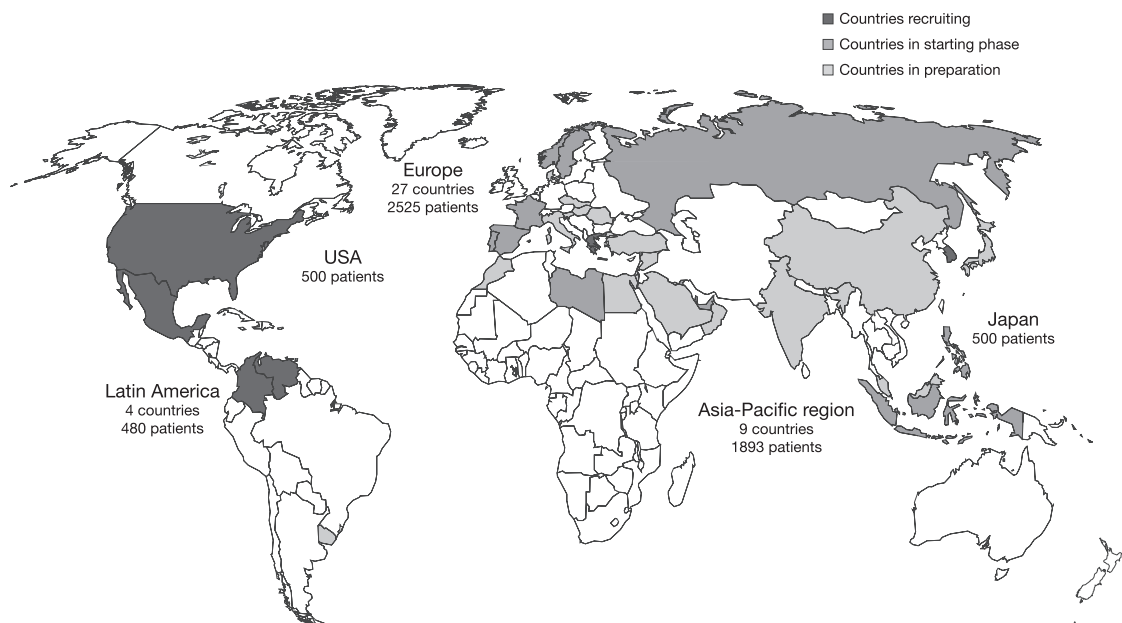 Countries recruiting
Countries in starting phase
Countries in preparation
Europe
27 countries
2525 patients
USA
500 patients
Japan
500 patients
Latin America
4 countries
480 patients
Asia-Pacific region
9 countries
1893 patients